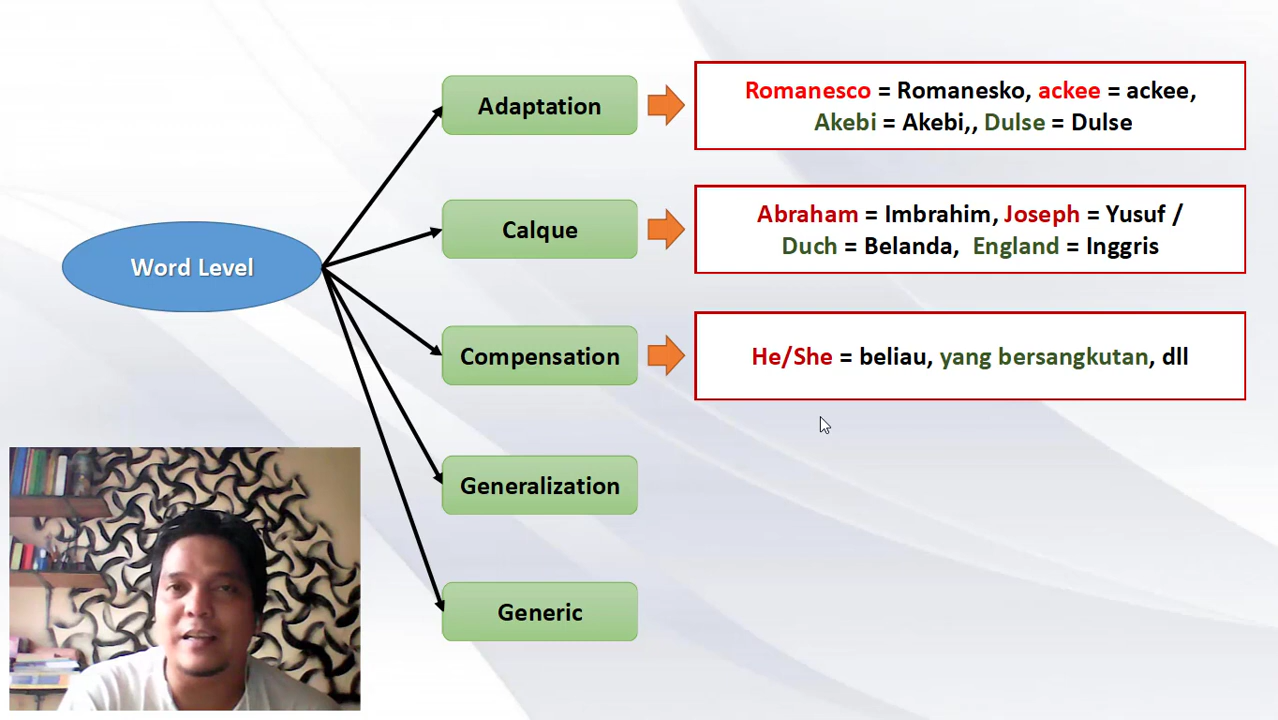 Word Level
Adaptation
Romanesco = Romanesko, ackee = ackee,
Akebi = Akebi,, Dulse = Dulse
Calque
Abraham = Imbrahim, Joseph = Yusuf /
Duch = Belanda, England = Inggris
Compensation
He/She = beliau, yang bersangkutan, dll
Generalization
Generic